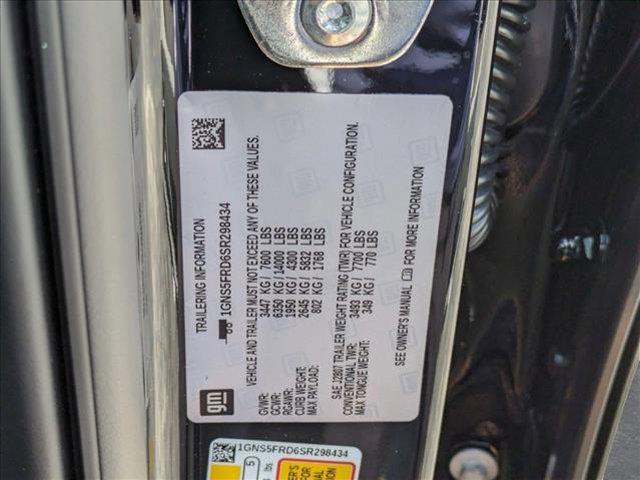 gm
TRAILERING INFORMATION
1GNS5FRD6SR298434
VEHICLE AND TRAILER MUST NOT EXCEED ANY OF THESE VALUES.
GVWR: 3447 KG / 7600 LBS
GCWR: 6350 KG / 14000 LBS
RGAWR: 1950 KG / 4300 LBS
CURB WEIGHT: 2645 KG / 5832 LBS
MAX PAYLOAD: 802 KG / 1768 LBS
SAE J2807 TRAILER WEIGHT RATING (TWR) FOR VEHICLE CONFIGURATION.
CONVENTIONAL TWR: 3493 KG / 7700 LBS
MAX TONGUE WEIGHT: 349 KG / 770 LBS
SEE OWNER'S MANUAL FOR MORE INFORMATION
1GNS5FRD6SR298434
5
lbs